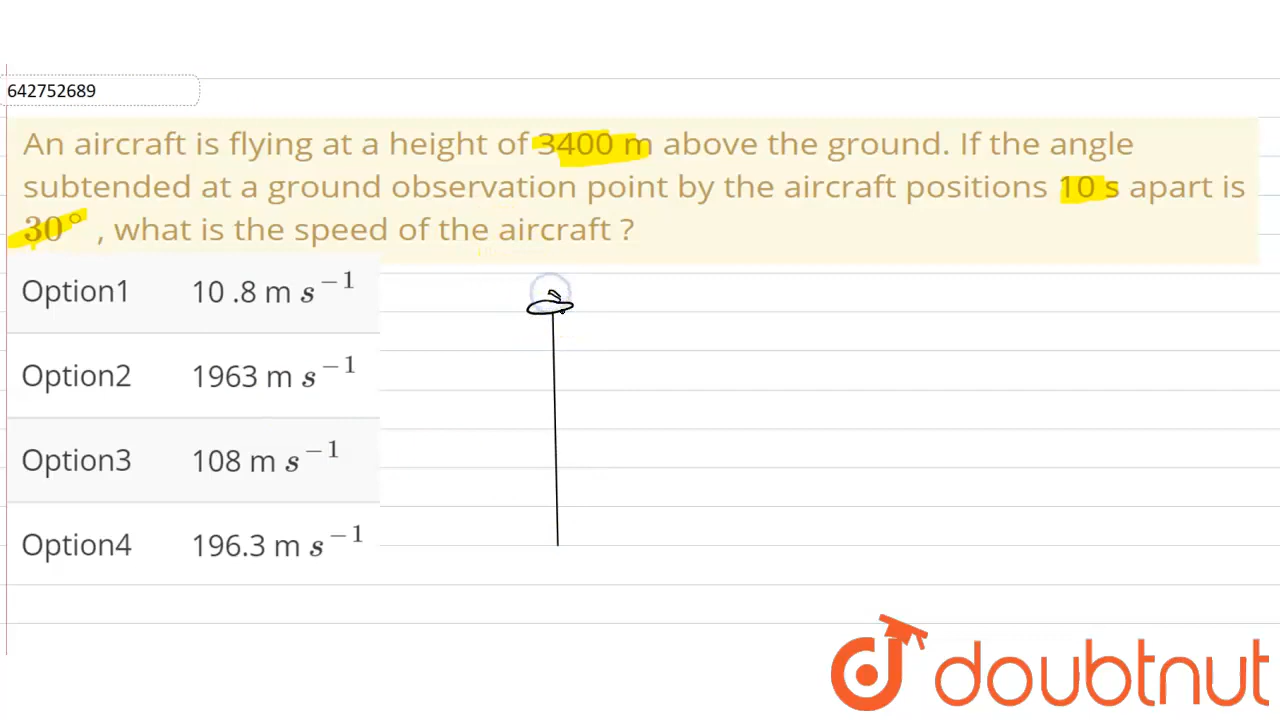 642752689
An aircraft is flying at a height of 3400 m above the ground. If the angle
subtended at a ground observation point by the aircraft positions 10 s apart is
30° , what is the speed of the aircraft ?
Option1 10 .8 m s⁻¹
Option2 1963 m s⁻¹
Option3 108 m s⁻¹
Option4 196.3 m s⁻¹
doubtnut